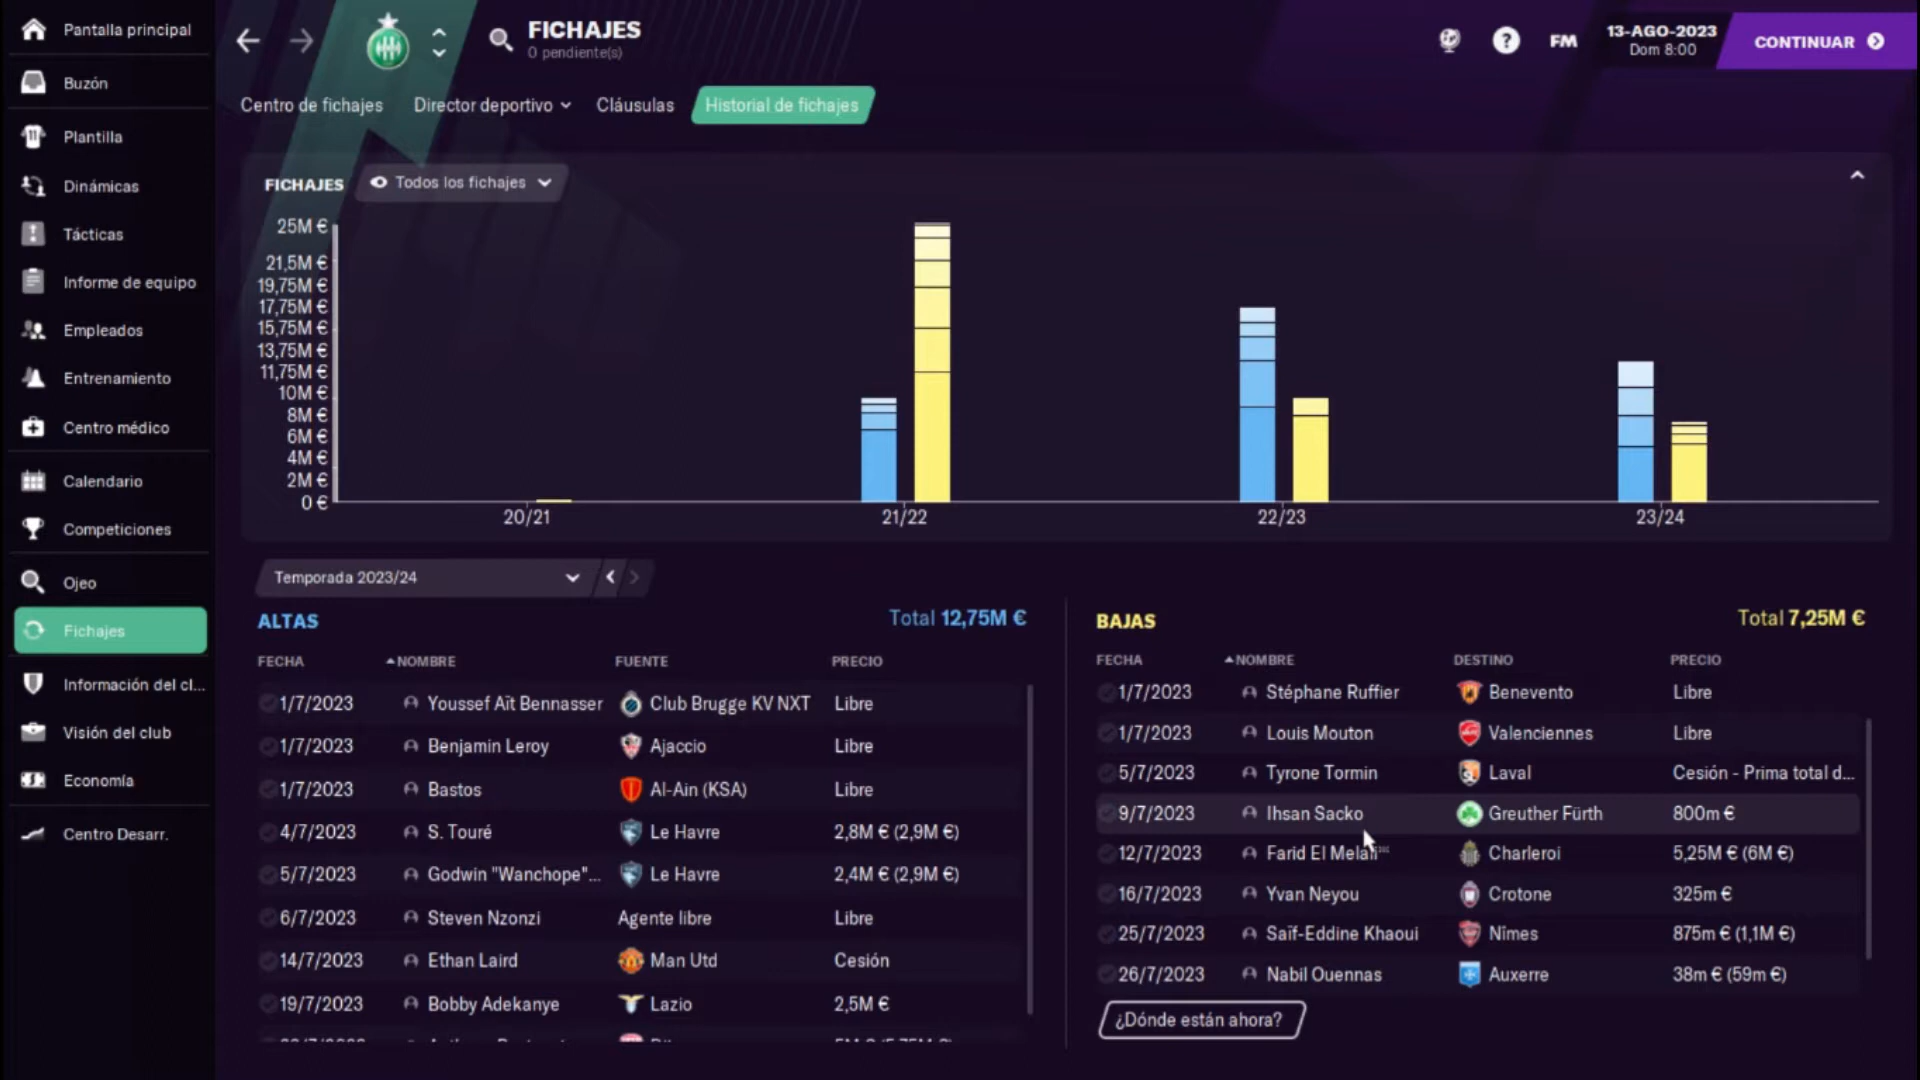 Pantalla principal
Buzón
Plantilla
Dinámicas
Tácticas
Informe de equipo
Empleados
Entrenamiento
Centro médico
Calendario
Competiciones
Ojeo
Fichajes
Información del cl...
Visión del club
Economía
Centro Desarr.
FICHAJES
0 pendiente(s)
FM
13-AGO-2023
Dom 8:00
CONTINUAR
Centro de fichajes Director deportivo Cláusulas Historial de fichajes
FICHAJES Todos los fichajes
25M €
21,5M €
19,75M €
17,75M €
15,75M €
13,75M €
11,75M €
10M €
8M €
6M €
4M €
2M €
0 €
20/21 21/22 22/23 23/24
Temporada 2023/24
ALTAS Total 12,75M €
FECHA NOMBRE FUENTE PRECIO
1/7/2023 Youssef Aït Bennasser Club Brugge KV NXT Libre
1/7/2023 Benjamin Leroy Ajaccio Libre
1/7/2023 Bastos Al-Ain (KSA) Libre
4/7/2023 S. Touré Le Havre 2,8M € (2,9M €)
5/7/2023 Godwin "Wanchope"... Le Havre 2,4M € (2,9M €)
6/7/2023 Steven Nzonzi Agente libre Libre
14/7/2023 Ethan Laird Man Utd Cesión
19/7/2023 Bobby Adekanye Lazio 2,5M €
BAJAS Total 7,25M €
FECHA NOMBRE DESTINO PRECIO
1/7/2023 Stéphane Ruffier Benevento Libre
1/7/2023 Louis Mouton Valenciennes Libre
5/7/2023 Tyrone Tormin Laval Cesión - Prima total d...
9/7/2023 Ihsan Sacko Greuther Fürth 800m €
12/7/2023 Farid El Melali Charleroi 5,25M € (6M €)
16/7/2023 Yvan Neyou Crotone 325m €
25/7/2023 Saïf-Eddine Khaoui Nîmes 875m € (1,1M €)
26/7/2023 Nabil Ouennas Auxerre 38m € (59m €)
¿Dónde están ahora?